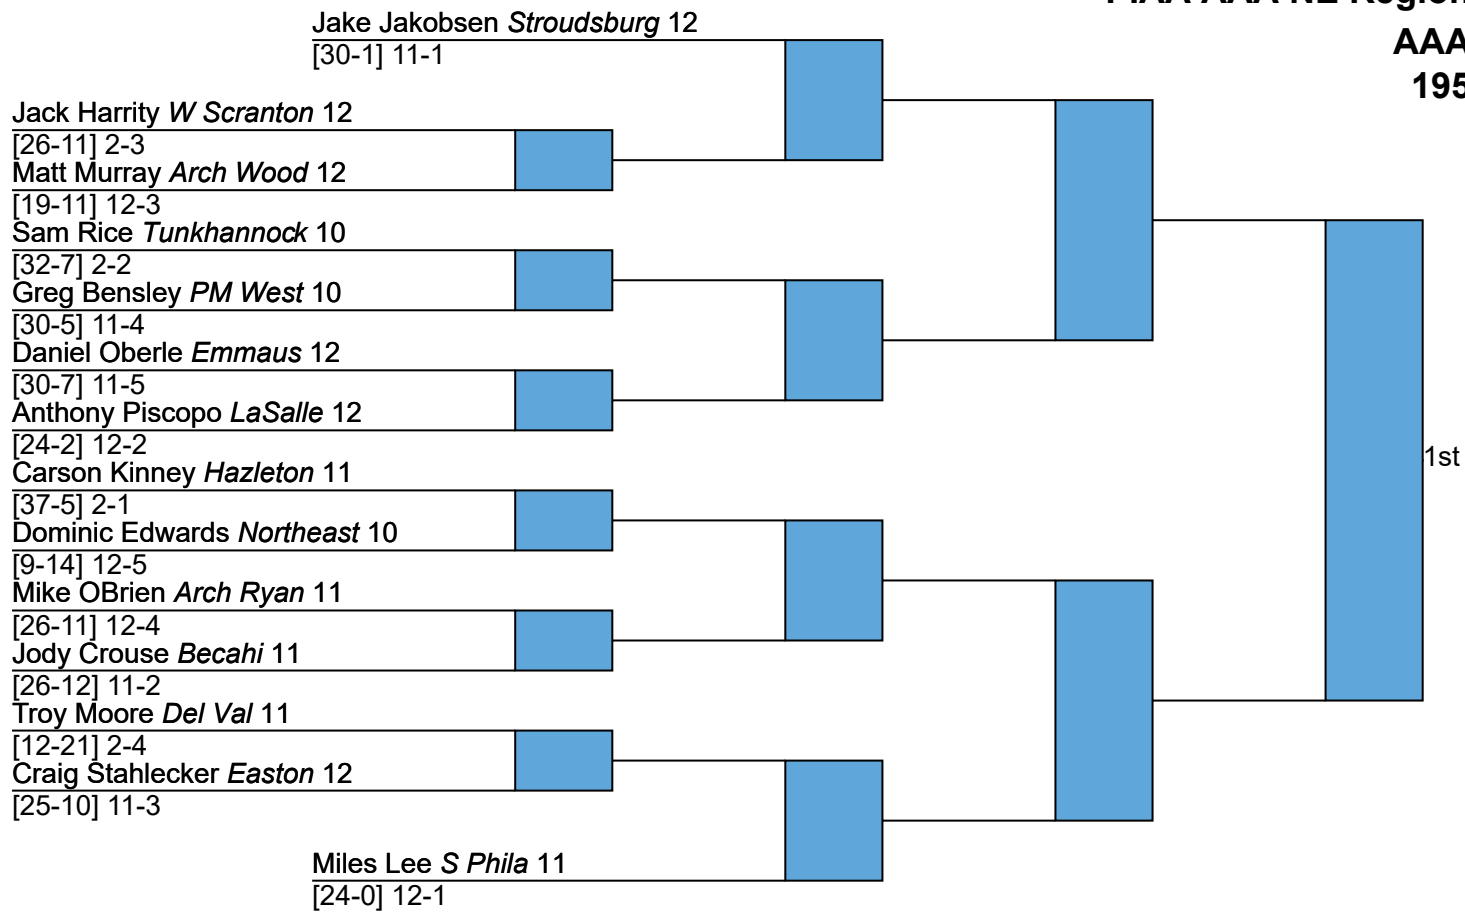 AAA
195
Jake Jakobsen Stroudsburg 12
[30-1] 11-1
Jack Harrity W Scranton 12
[26-11] 2-3
Matt Murray Arch Wood 12
[19-11] 12-3
Sam Rice Tunkhannock 10
[32-7] 2-2
Greg Bensley PM West 10
[30-5] 11-4
Daniel Oberle Emmaus 12
[30-7] 11-5
Anthony Piscopo LaSalle 12
[24-2] 12-2
Carson Kinney Hazleton 11
[37-5] 2-1
Dominic Edwards Northeast 10
[9-14] 12-5
Mike OBrien Arch Ryan 11
[26-11] 12-4
Jody Crouse Becahi 11
[26-12] 11-2
Troy Moore Del Val 11
[12-21] 2-4
Craig Stahlecker Easton 12
[25-10] 11-3
Miles Lee S Phila 11
[24-0] 12-1
1st